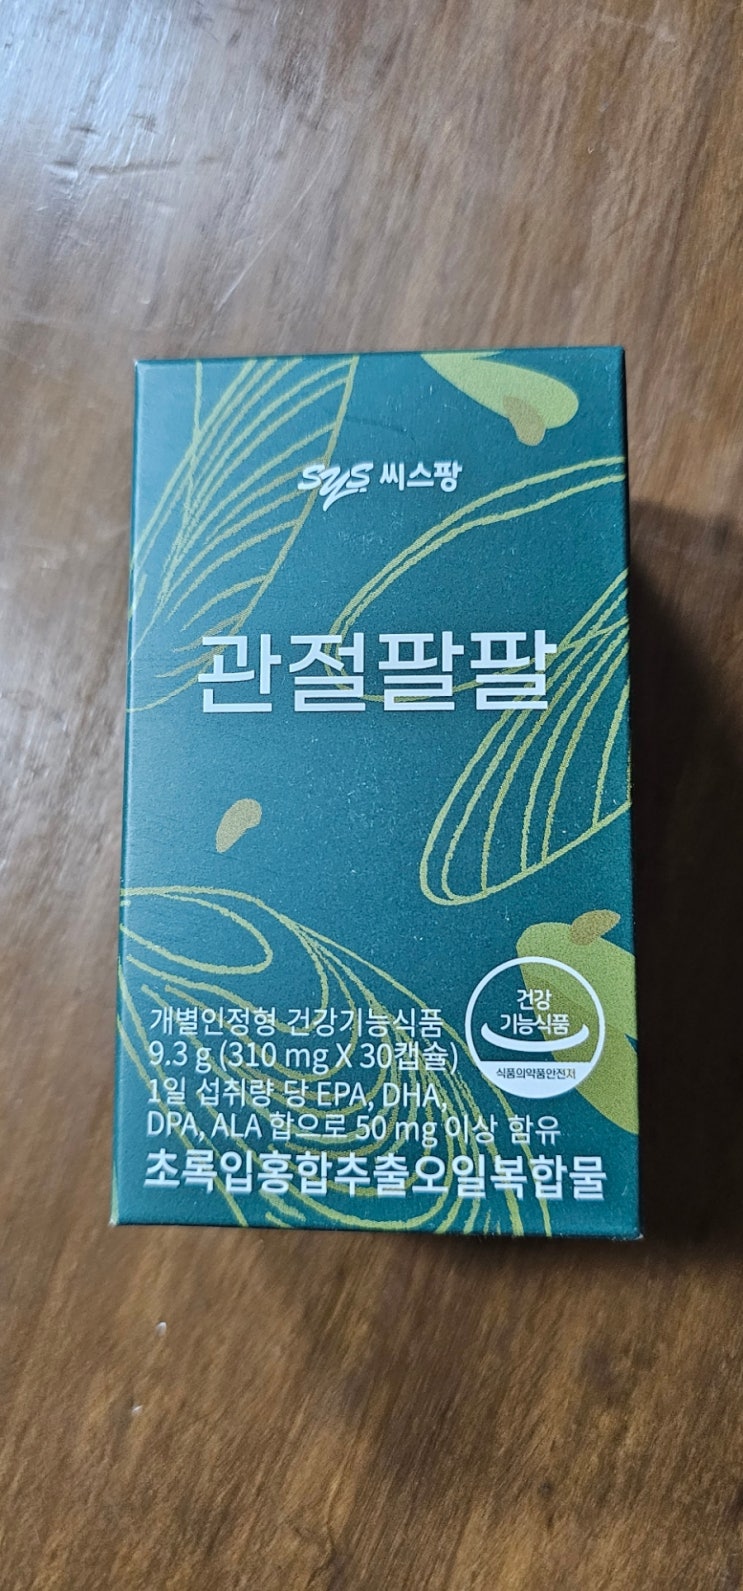 SYS 씨스팡
관절팔팔
건강
기능식품
식품의약품안전처
개별인정형 건강기능식품
9.3 g (310 mg X 30캡슐)
1일 섭취량 당 EPA, DHA,
DPA, ALA 합으로 50 mg 이상 함유
초록입홍합추출오일복합물